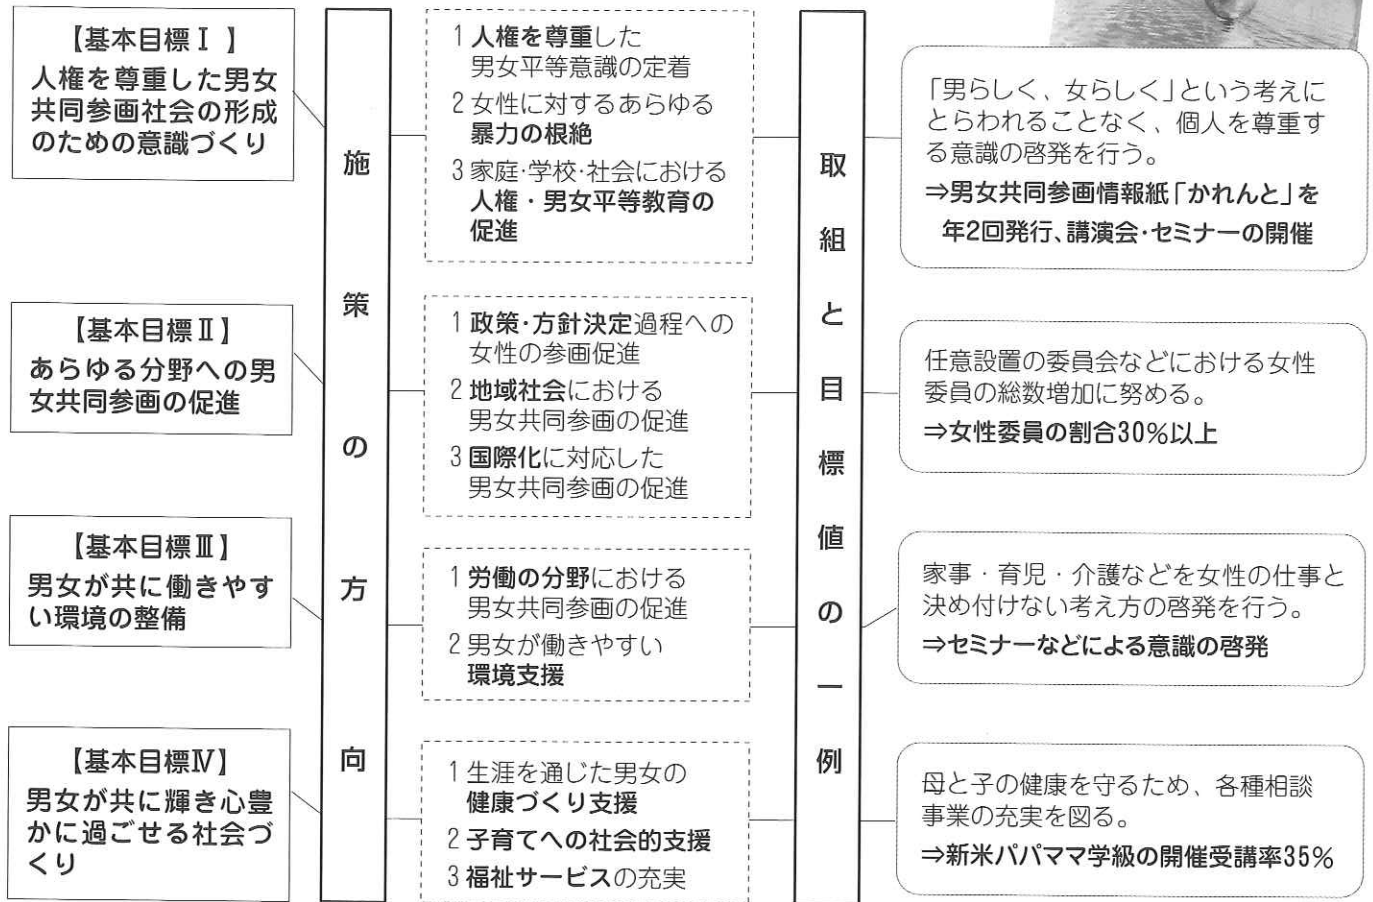 【基本目標Ⅰ】
人権を尊重した男女
共同参画社会の形成
のための意識づくり
【基本目標Ⅱ】
あらゆる分野への男
女共同参画の促進
【基本目標Ⅲ】
男女が共に働きやす
い環境の整備
【基本目標Ⅳ】
男女が共に輝き心豊
かに過ごせる社会づ
くり
施策の方向
1 人権を尊重した
男女平等意識の定着
2 女性に対するあらゆる
暴力の根絶
3 家庭・学校・社会における
人権・男女平等教育の
促進
1 政策・方針決定過程への
女性の参画促進
2 地域社会における
男女共同参画の促進
3 国際化に対応した
男女共同参画の促進
1 労働の分野における
男女共同参画の促進
2 男女が働きやすい
環境支援
1 生涯を通じた男女の
健康づくり支援
2 子育てへの社会的支援
3 福祉サービスの充実
取組と目標値の一例
「男らしく、女らしく」という考えに
とらわれることなく、個人を尊重す
る意識の啓発を行う。
⇒男女共同参画情報紙「かれんと」を
年2回発行、講演会・セミナーの開催
任意設置の委員会などにおける女性
委員の総数増加に努める。
⇒女性委員の割合30%以上
家事・育児・介護などを女性の仕事と
決め付けない考え方の啓発を行う。
⇒セミナーなどによる意識の啓発
母と子の健康を守るため、各種相談
事業の充実を図る。
⇒新米パパママ学級の開催受講率35%